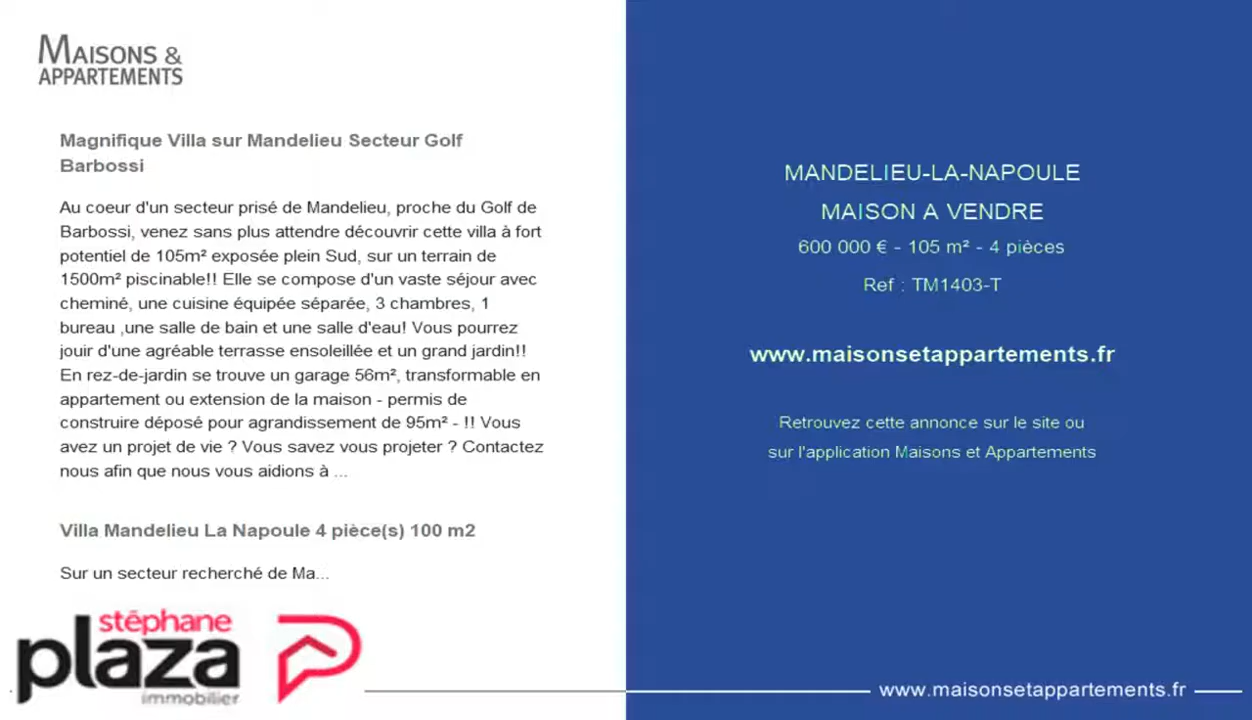 MAISONS &
APPARTEMENTS
Magnifique Villa sur Mandelieu Secteur Golf
Barbossi
Au coeur d'un secteur prisé de Mandelieu, proche du Golf de
Barbossi, venez sans plus attendre découvrir cette villa à fort
potentiel de 105m² exposée plein Sud, sur un terrain de
1500m² piscinable!! Elle se compose d'un vaste séjour avec
cheminé, une cuisine équipée séparée, 3 chambres, 1
bureau ,une salle de bain et une salle d'eau! Vous pourrez
jouir d'une agréable terrasse ensoleillée et un grand jardin!!
En rez-de-jardin se trouve un garage 56m², transformable en
appartement ou extension de la maison - permis de
construire déposé pour agrandissement de 95m² - !! Vous
avez un projet de vie ? Vous savez vous projeter ? Contactez
nous afin que nous vous aidions à ...
Villa Mandelieu La Napoule 4 pièce(s) 100 m2
Sur un secteur recherché de Ma...
stéphane
plaza
immobilier
MANDELIEU-LA-NAPOULE
MAISON A VENDRE
600 000 € - 105 m² - 4 pièces
Ref : TM1403-T
www.maisonsetappartements.fr
Retrouvez cette annonce sur le site ou
sur l'application Maisons et Appartements
www.maisonsetappartements.fr